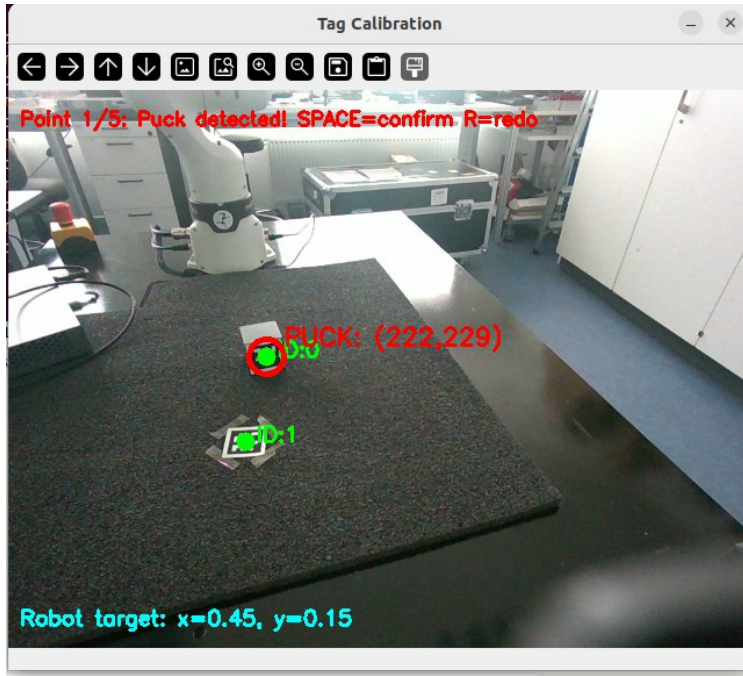 Tag Calibration
Point 1/5: Puck detected! SPACE=confirm R=redo
PUCK: (222,229)
ID:0
ID:1
Robot target: x=0.45, y=0.15